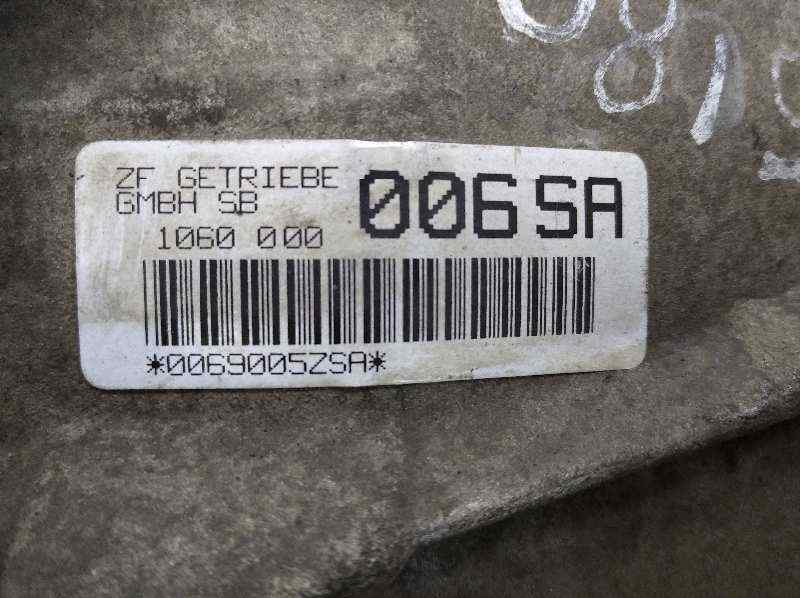 ZF GETRIEBE
GMBH SB
006SA
1060 000
*0069005ZSA*